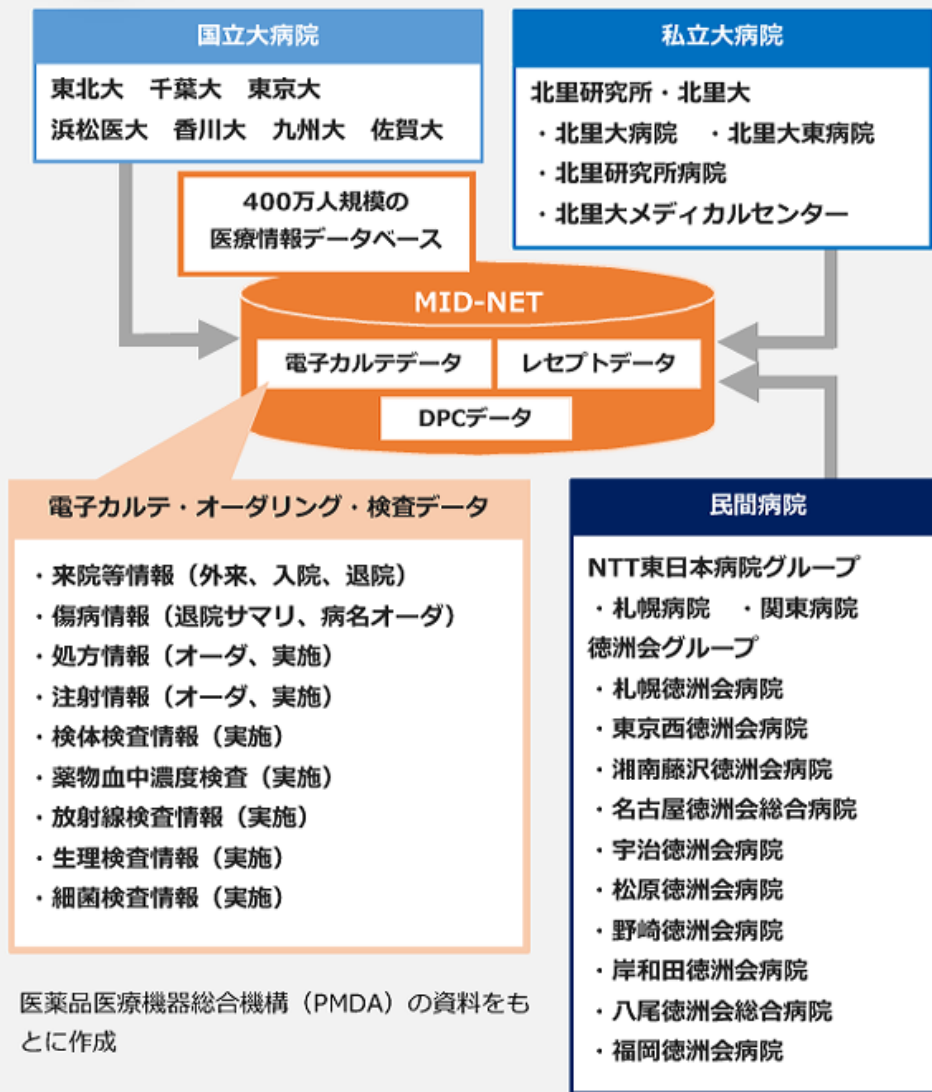 国立大病院
東北大　千葉大　東京大
浜松医大　香川大　九州大　佐賀大
私立大病院
北里研究所・北里大
・北里大病院　・北里大東病院
・北里研究所病院
・北里大メディカルセンター
400万人規模の
医療情報データベース
MID-NET
電子カルテデータ　レセプトデータ
DPCデータ
電子カルテ・オーダリング・検査データ
・来院等情報（外来、入院、退院）
・傷病情報（退院サマリ、病名オーダ）
・処方情報（オーダ、実施）
・注射情報（オーダ、実施）
・検体検査情報（実施）
・薬物血中濃度検査（実施）
・放射線検査情報（実施）
・生理検査情報（実施）
・細菌検査情報（実施）
民間病院
NTT東日本病院グループ
・札幌病院　・関東病院
徳洲会グループ
・札幌徳洲会病院
・東京西徳洲会病院
・湘南藤沢徳洲会病院
・名古屋徳洲会総合病院
・宇治徳洲会病院
・松原徳洲会病院
・野崎徳洲会病院
・岸和田徳洲会病院
・八尾徳洲会総合病院
・福岡徳洲会病院
医薬品医療機器総合機構（PMDA）の資料をも
とに作成